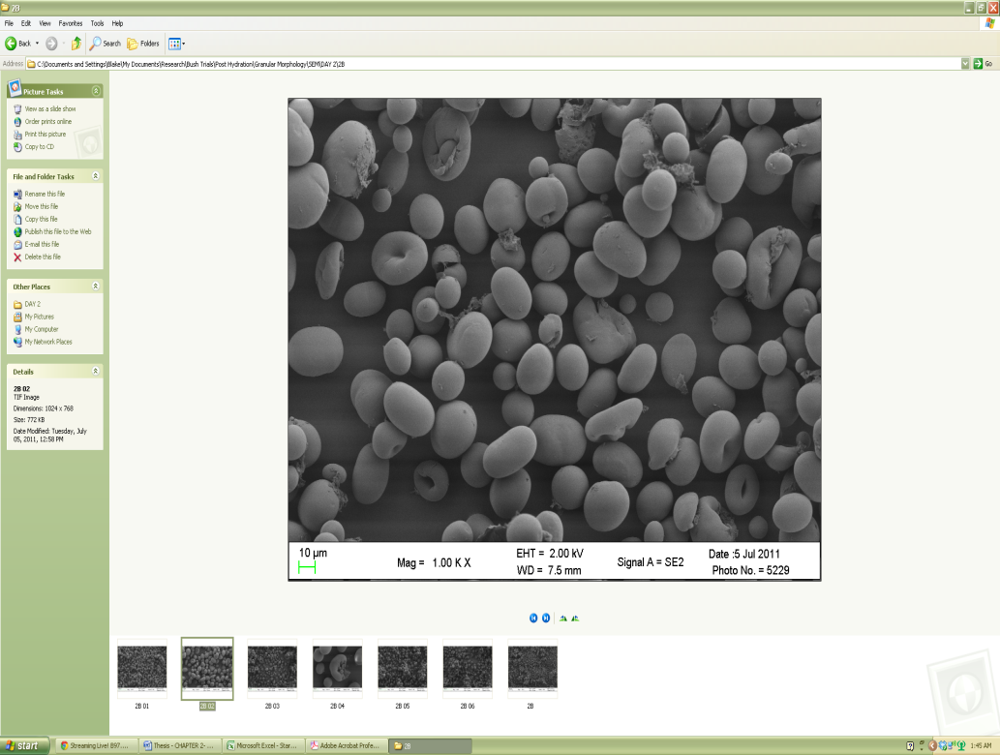 2B
File Edit View Favorites Tools Help
Back Search Folders
Address C:\Documents and Settings\Blake\My Documents\Research\Bush Trials\Post Hydration\Granular Morphology\SEM\DAY 2\2B Go
Picture Tasks
View as a slide show
Order prints online
Print this picture
Copy to CD
File and Folder Tasks
Rename this file
Move this file
Copy this file
Publish this file to the Web
E-mail this file
Delete this file
Other Places
DAY 2
My Pictures
My Computer
My Network Places
Details
2B 02
TIF Image
Dimensions: 1024 x 768
Size: 772 KB
Date Modified: Tuesday, July
05, 2011, 12:58 PM
10 µm
Mag = 1.00 K X
EHT = 2.00 kV
WD = 7.5 mm
Signal A = SE2
Date :5 Jul 2011
Photo No. = 5229
2B 01 2B 02 2B 03 2B 04 2B 05 2B 06 2B
start Streaming Live! 897.... Thesis - CHAPTER 2- ... Microsoft Excel - Star... Adobe Acrobat Profe... 2B 1:45 AM